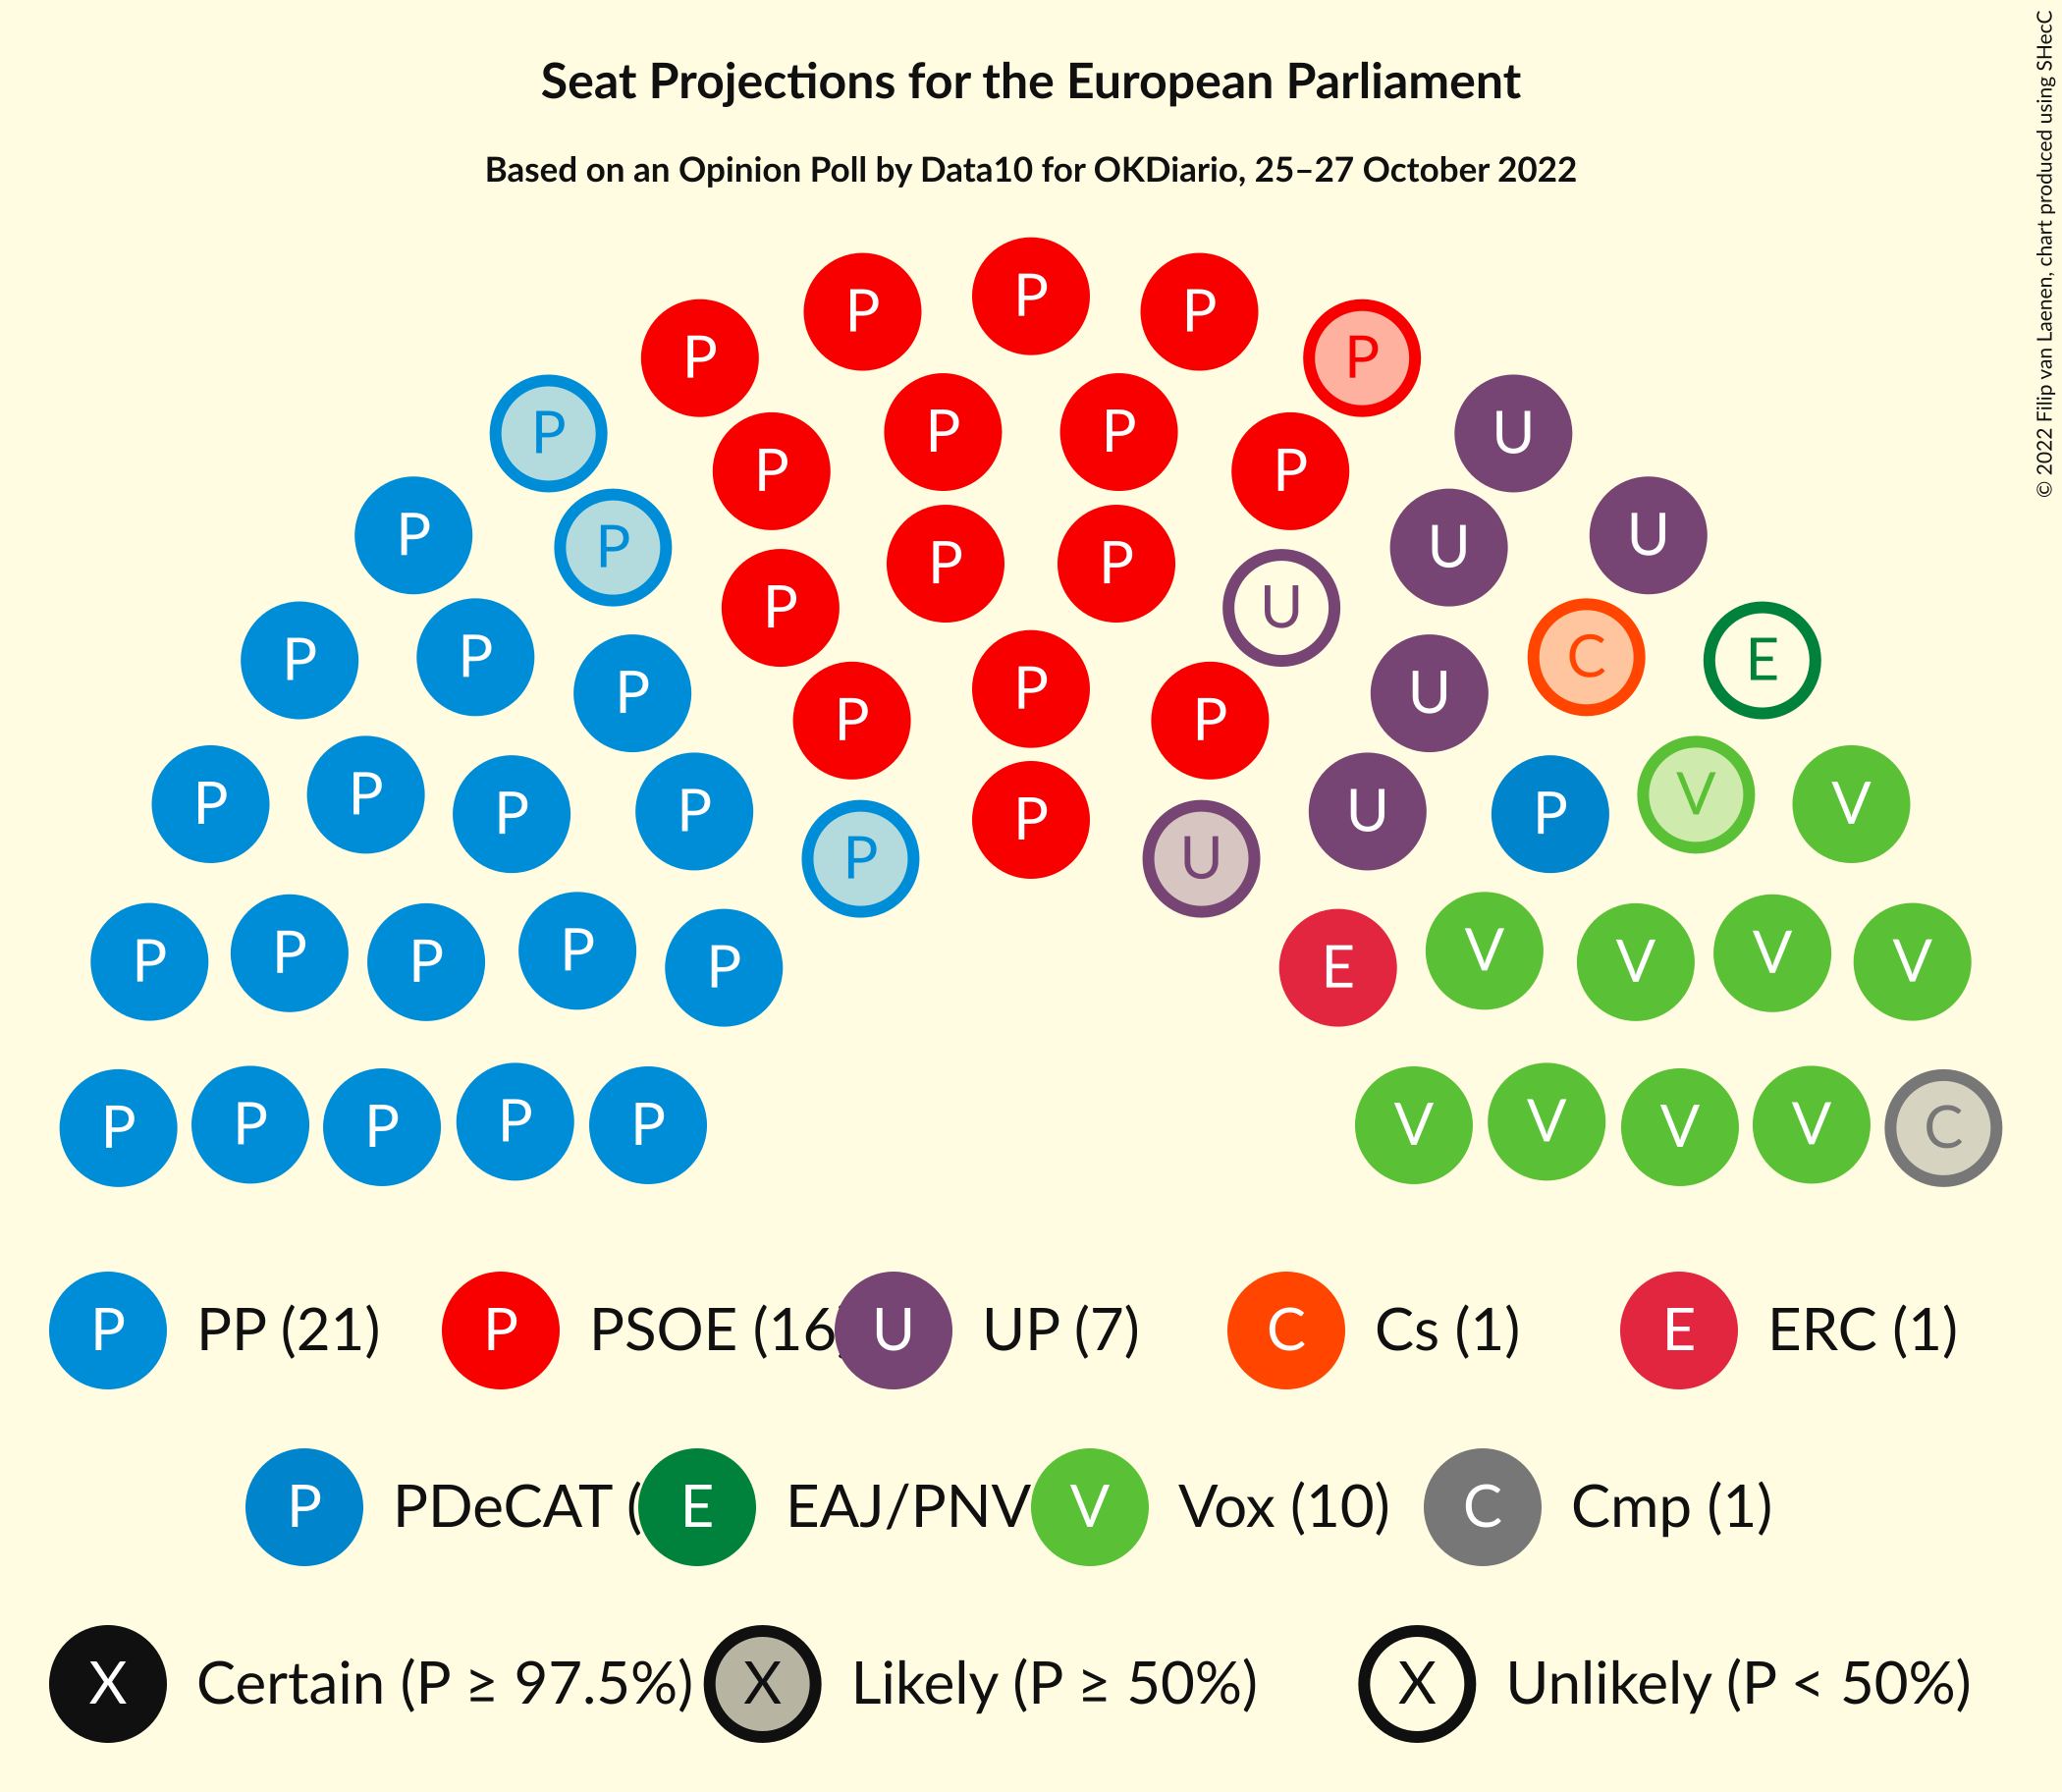 Seat Projections for the European Parliament
Based on an Opinion Poll by Data10 for OKDiario, 25–27 October 2022
© 2022 Filip van Laenen, chart produced using SHecC
P
P P
P P
P P
U
P P P P
U
P U U
P P
P U
P P C E
P P U
P P P
P P V V
P P P U P
P U
P P P P P E V V V V
P P P P P V V V V C
P PP (21) P PSOE (16 U UP (7) C Cs (1) E ERC (1)
P PDeCAT ( E EAJ/PNV V Vox (10) C Cmp (1)
X Certain (P ≥ 97.5%) X Likely (P ≥ 50%) X Unlikely (P < 50%)